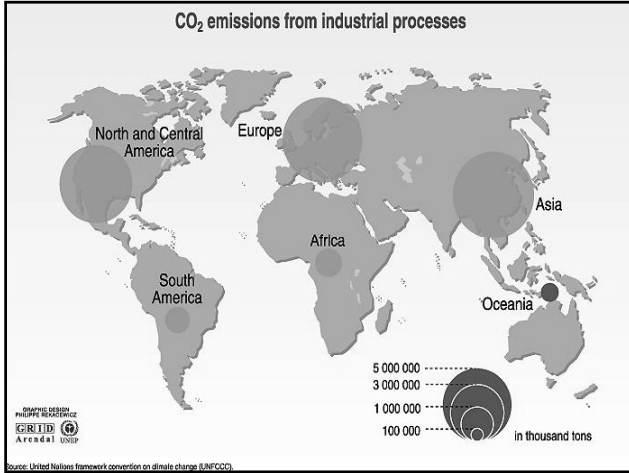 CO₂ emissions from industrial processes
North and Central
America
Europe
Asia
Africa
South
America
Oceania
5 000 000
3 000 000
1 000 000
100 000
in thousand tons
GRAPHIC DESIGN
PHILIPPE REKACEWICZ
GRID
Arendal UNEP
Source: United Nations framework convention on climate change (UNFCCC).